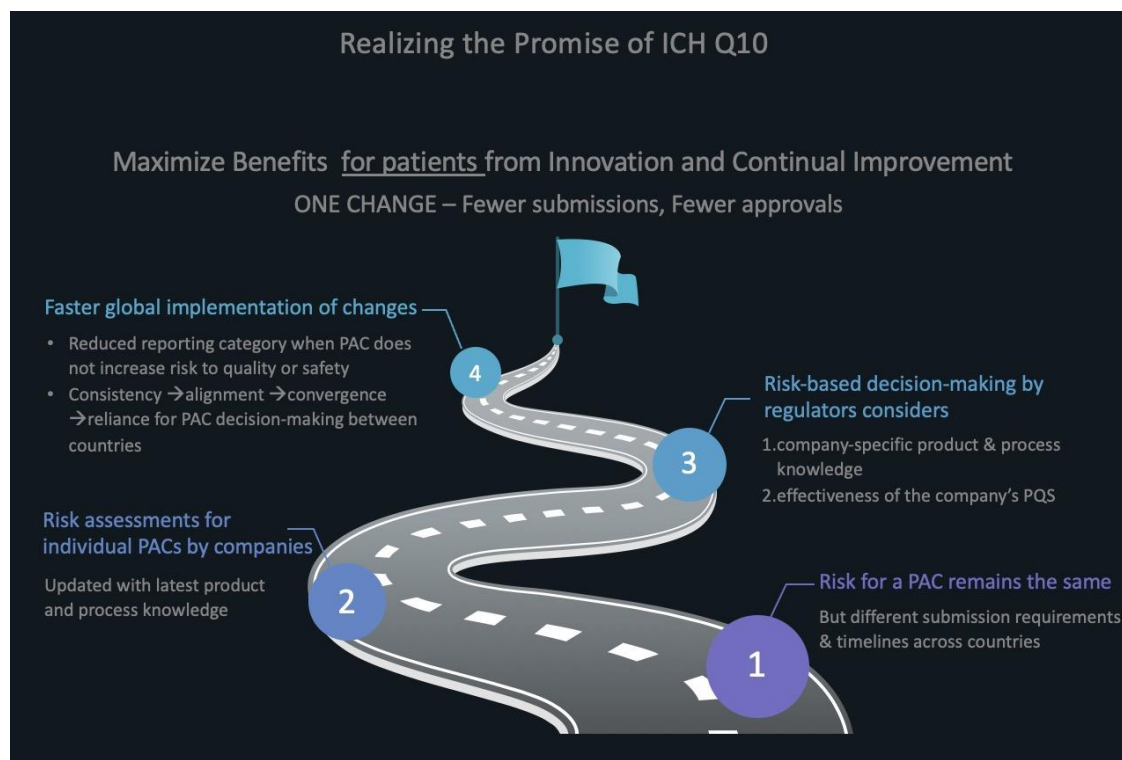 Realizing the Promise of ICH Q10
Maximize Benefits for patients from Innovation and Continual Improvement
ONE CHANGE – Fewer submissions, Fewer approvals
Faster global implementation of changes
• Reduced reporting category when PAC does
not increase risk to quality or safety
• Consistency →alignment →convergence
→reliance for PAC decision-making between
countries
4
Risk-based decision-making by
regulators considers
1.company-specific product & process
knowledge
2.effectiveness of the company's PQS
3
Risk assessments for
individual PACs by companies
Updated with latest product
and process knowledge
2
Risk for a PAC remains the same
But different submission requirements
& timelines across countries
1